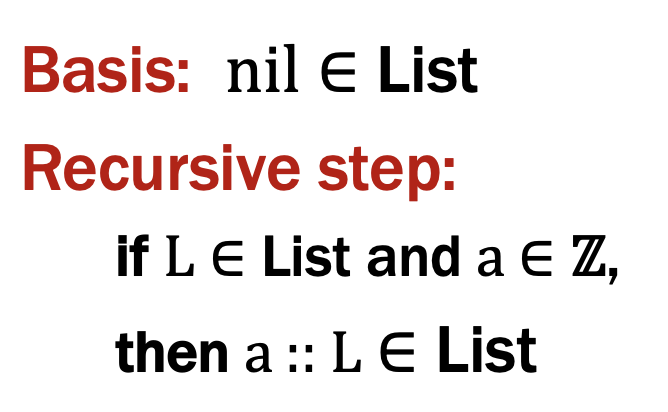 Basis: nil ∈ List
Recursive step:
if L ∈ List and a ∈ ℤ,
then a :: L ∈ List